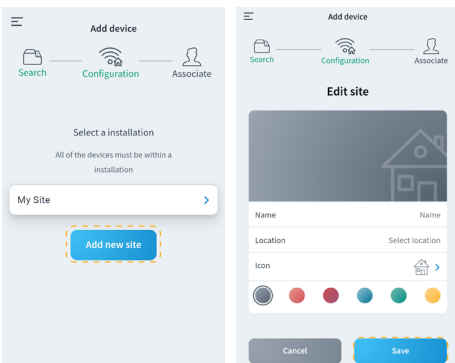 Add device
Search Configuration Associate
Select a installation
All of the devices must be within a
installation
My Site
Add new site
Add device
Search Configuration Associate
Edit site
Name Name
Location Select location
Icon
Cancel Save